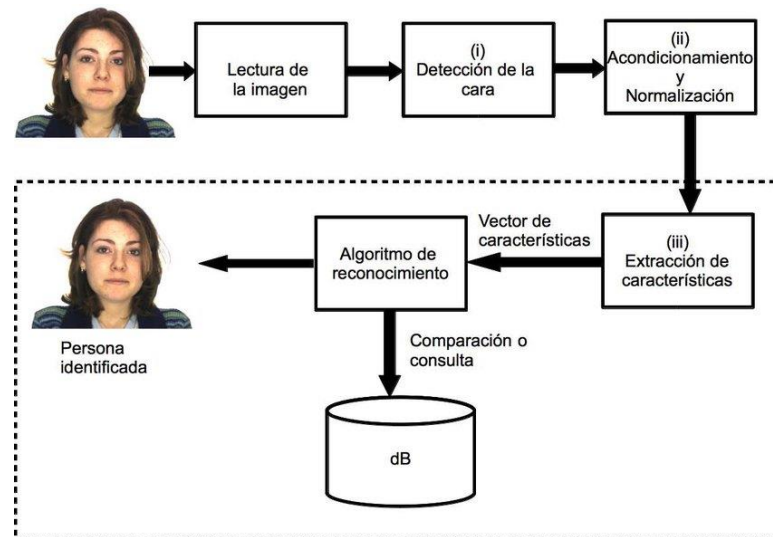 Lectura de
la imagen
(i)
Detección de la
cara
(ii)
Acondicionamiento
y
Normalización
(iii)
Extracción de
características
Vector de
características
Algoritmo de
reconocimiento
Comparación o
consulta
dB
Persona
identificada